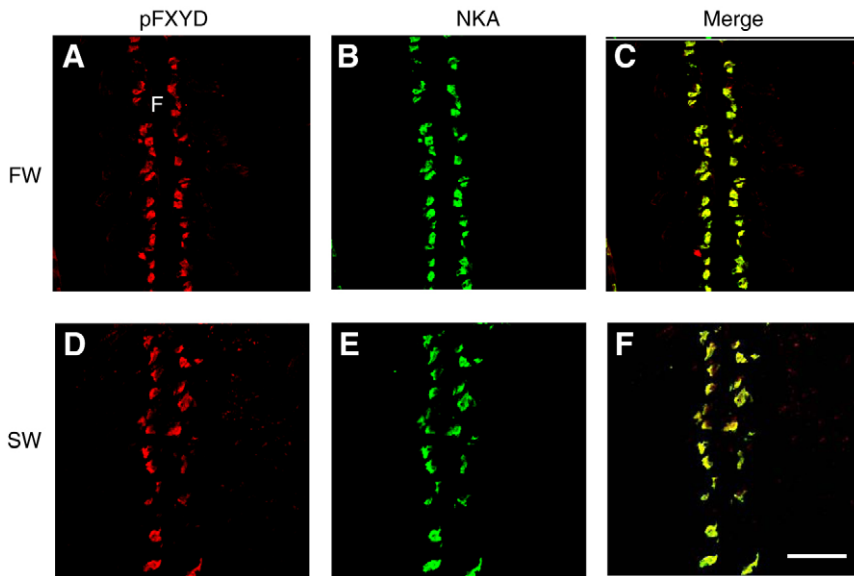 pFXYD NKA Merge
A B C
F
FW
D E F
SW